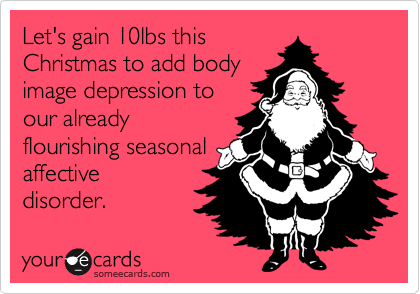 Let's gain 10lbs this
Christmas to add body
image depression to
our already
flourishing seasonal
affective
disorder.
your e cards
someecards.com